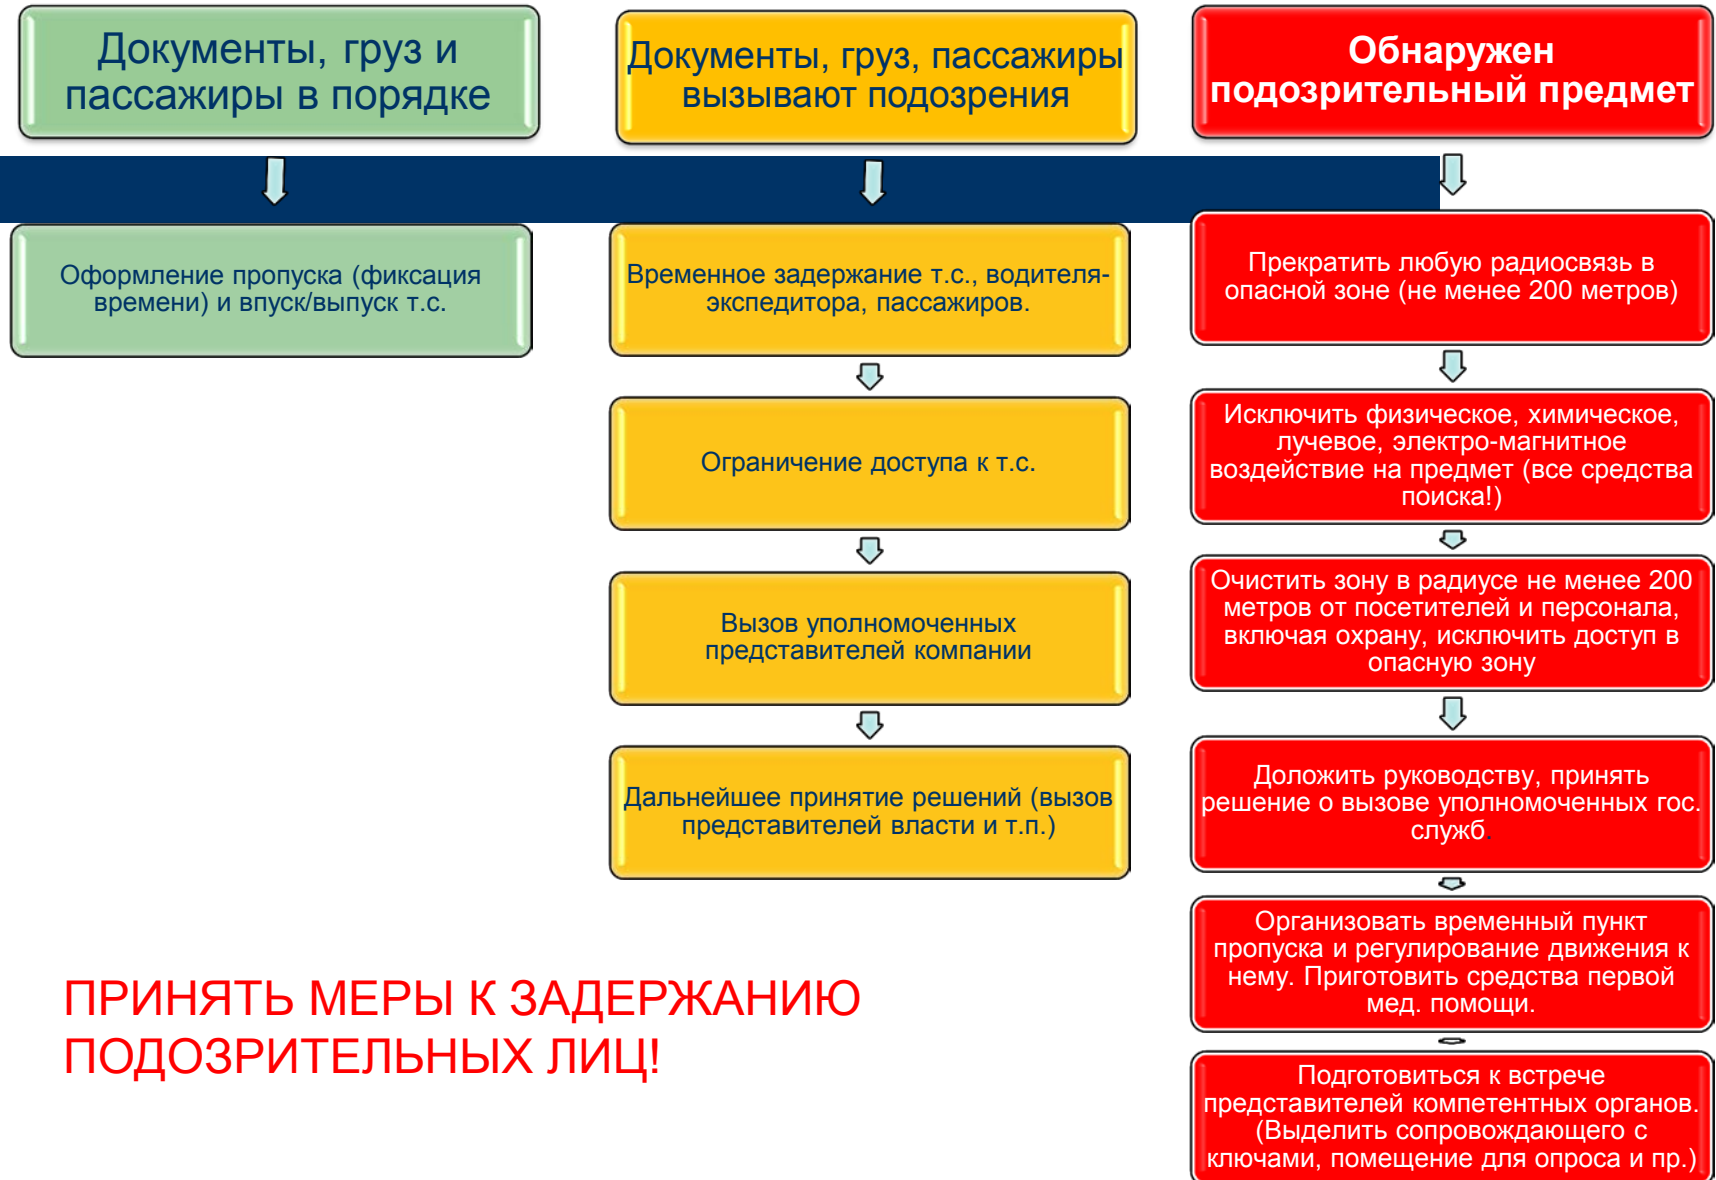 Документы, груз и
пассажиры в порядке
Оформление пропуска (фиксация
времени) и впуск/выпуск т.с.
Документы, груз, пассажиры
вызывают подозрения
Временное задержание т.с., водителя-
экспедитора, пассажиров.
Ограничение доступа к т.с.
Вызов уполномоченных
представителей компании
Дальнейшее принятие решений (вызов
представителей власти и т.п.)
Обнаружен
подозрительный предмет
Прекратить любую радиосвязь в
опасной зоне (не менее 200 метров)
Исключить физическое, химическое,
лучевое, электро-магнитное
воздействие на предмет (все средства
поиска!)
Очистить зону в радиусе не менее 200
метров от посетителей и персонала,
включая охрану, исключить доступ в
опасную зону
Доложить руководству, принять
решение о вызове уполномоченных гос.
служб.
Организовать временный пункт
пропуска и регулирование движения к
нему. Приготовить средства первой
мед. помощи.
Подготовиться к встрече
представителей компетентных органов.
(Выделить сопровождающего с
ключами, помещение для опроса и пр.)
ПРИНЯТЬ МЕРЫ К ЗАДЕРЖАНИЮ
ПОДОЗРИТЕЛЬНЫХ ЛИЦ!